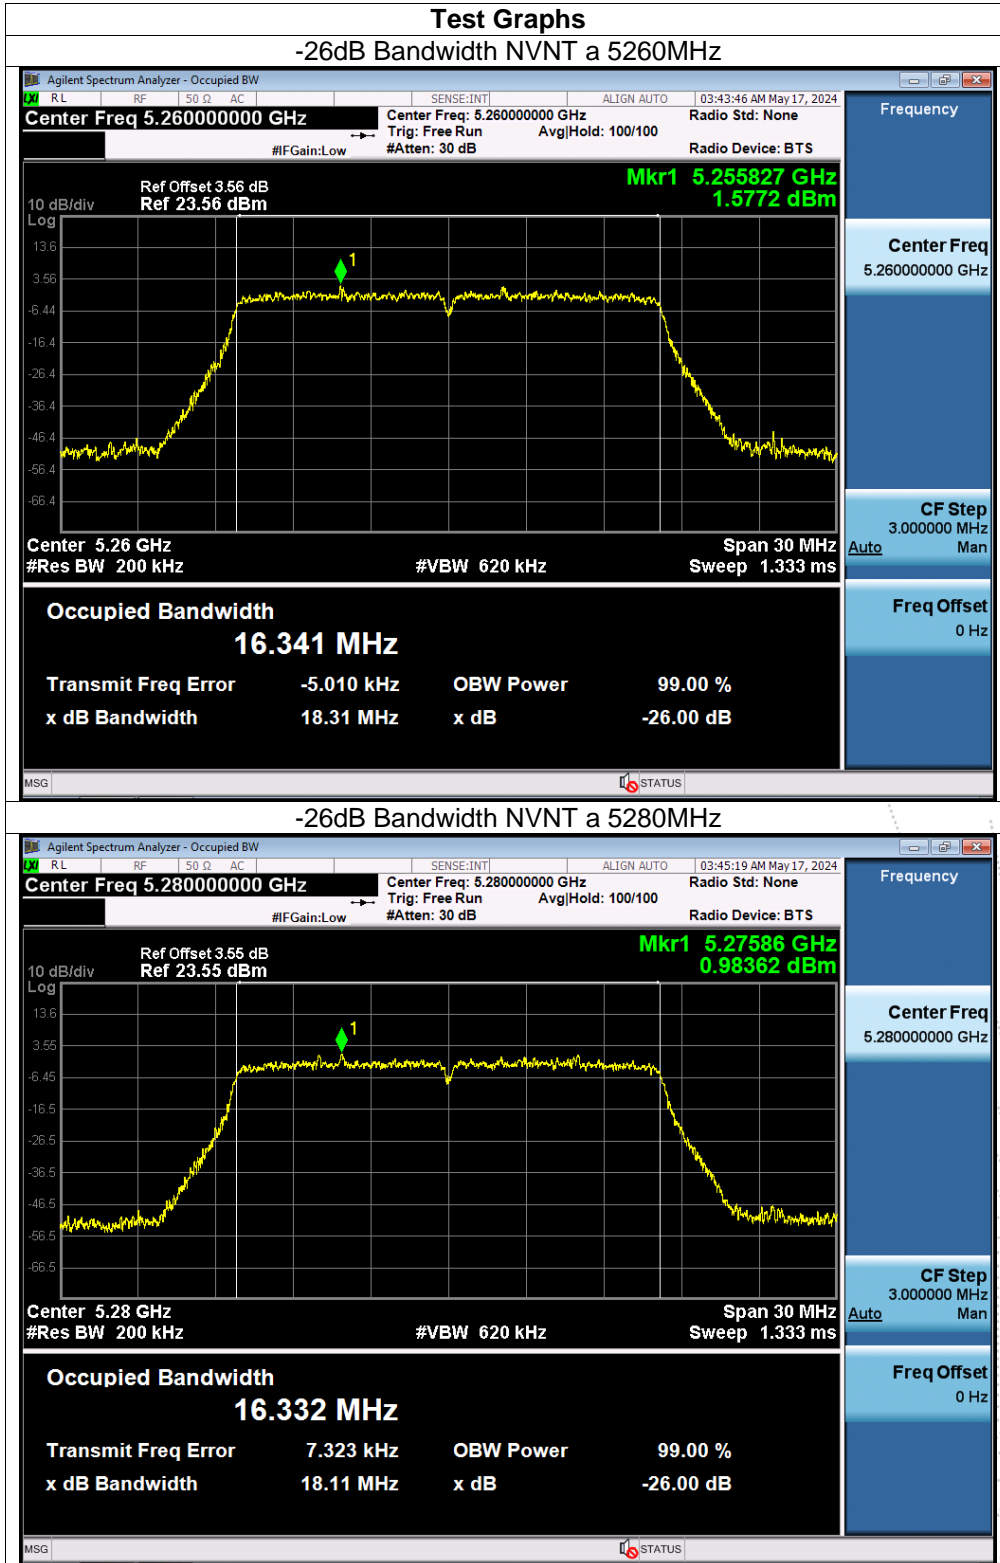 Test Graphs
-26dB Bandwidth NVNT a 5260MHz
Agilent Spectrum Analyzer - Occupied BW
LXI RL RF 50 Ω AC SENSE:INT ALIGN AUTO 03:43:46 AM May 17, 2024
Center Freq 5.260000000 GHz
Center Freq: 5.260000000 GHz Radio Std: None
Trig: Free Run Avg|Hold: 100/100
#IFGain:Low #Atten: 30 dB Radio Device: BTS
Frequency
Mkr1 5.255827 GHz
1.5772 dBm
Ref Offset 3.56 dB
10 dB/div Ref 23.56 dBm
Log
13.6
3.56
-6.44
-16.4
-26.4
-36.4
-46.4
-56.4
-66.4
1
Center 5.26 GHz Span 30 MHz
#Res BW 200 kHz #VBW 620 kHz Sweep 1.333 ms
Center Freq
5.260000000 GHz
CF Step
3.000000 MHz
Auto Man
Freq Offset
0 Hz
Occupied Bandwidth
16.341 MHz
Transmit Freq Error -5.010 kHz OBW Power 99.00 %
x dB Bandwidth 18.31 MHz x dB -26.00 dB
MSG STATUS
-26dB Bandwidth NVNT a 5280MHz
Agilent Spectrum Analyzer - Occupied BW
LXI RL RF 50 Ω AC SENSE:INT ALIGN AUTO 03:45:19 AM May 17, 2024
Center Freq 5.280000000 GHz
Center Freq: 5.280000000 GHz Radio Std: None
Trig: Free Run Avg|Hold: 100/100
#IFGain:Low #Atten: 30 dB Radio Device: BTS
Frequency
Mkr1 5.27586 GHz
0.98362 dBm
Ref Offset 3.55 dB
10 dB/div Ref 23.55 dBm
Log
13.6
3.55
-6.45
-16.5
-26.5
-36.5
-46.5
-56.5
-66.5
1
Center 5.28 GHz Span 30 MHz
#Res BW 200 kHz #VBW 620 kHz Sweep 1.333 ms
Center Freq
5.280000000 GHz
CF Step
3.000000 MHz
Auto Man
Freq Offset
0 Hz
Occupied Bandwidth
16.332 MHz
Transmit Freq Error 7.323 kHz OBW Power 99.00 %
x dB Bandwidth 18.11 MHz x dB -26.00 dB
MSG STATUS